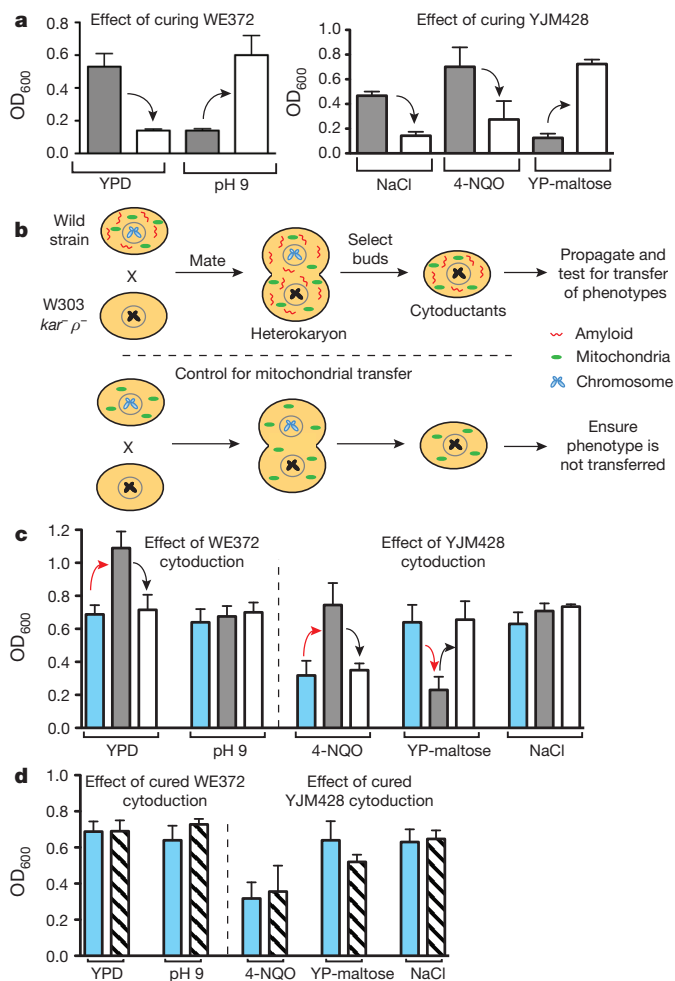 a
Effect of curing WE372
OD600
0.8
0.6
0.4
0.2
0
YPD
pH 9
Effect of curing YJM428
OD600
1.0
0.8
0.6
0.4
0.2
0.0
NaCl
4-NQO
YP-maltose
b
Wild
strain
X
W303
kar– ρ–
Mate
Heterokaryon
Select
buds
Cytoductants
Propagate and
test for transfer
of phenotypes
Amyloid
Mitochondria
Chromosome
Control for mitochondrial transfer
X
Ensure
phenotype is
not transferred
c
Effect of WE372
cytoduction
Effect of YJM428
cytoduction
OD600
1.2
1.0
0.8
0.6
0.4
0.2
0.0
YPD
pH 9
4-NQO
YP-maltose
NaCl
d
Effect of cured WE372
cytoduction
Effect of cured
YJM428 cytoduction
OD600
1.0
0.8
0.6
0.4
0.2
0.0
YPD
pH 9
4-NQO
YP-maltose
NaCl